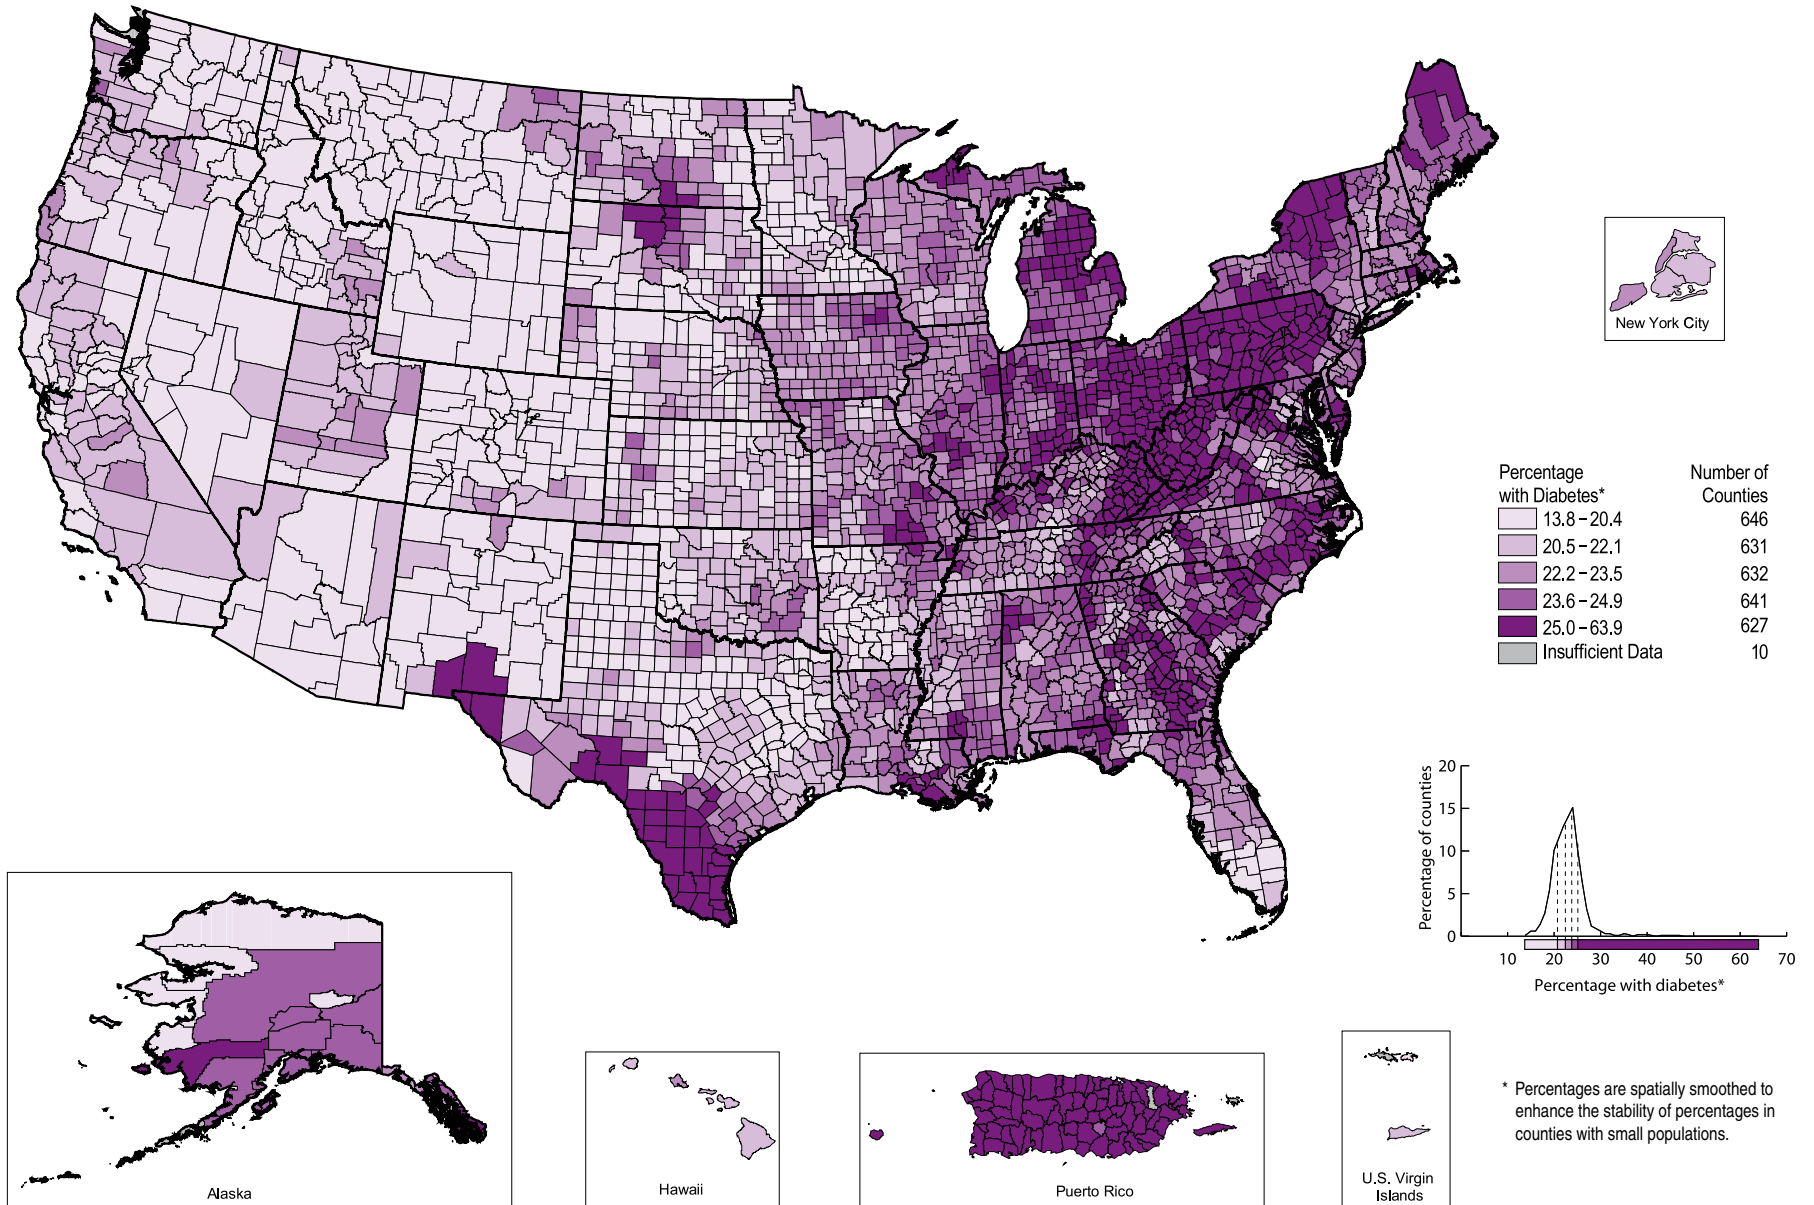 New York City
Percentage
with Diabetes*
Number of
Counties
13.8–20.4 646
20.5–22.1 631
22.2–23.5 632
23.6–24.9 641
25.0–63.9 627
Insufficient Data 10
Percentage of counties
20
15
10
5
0
10 20 30 40 50 60 70
Percentage with diabetes*
* Percentages are spatially smoothed to
enhance the stability of percentages in
counties with small populations.
Alaska
Hawaii
Puerto Rico
U.S. Virgin
Islands